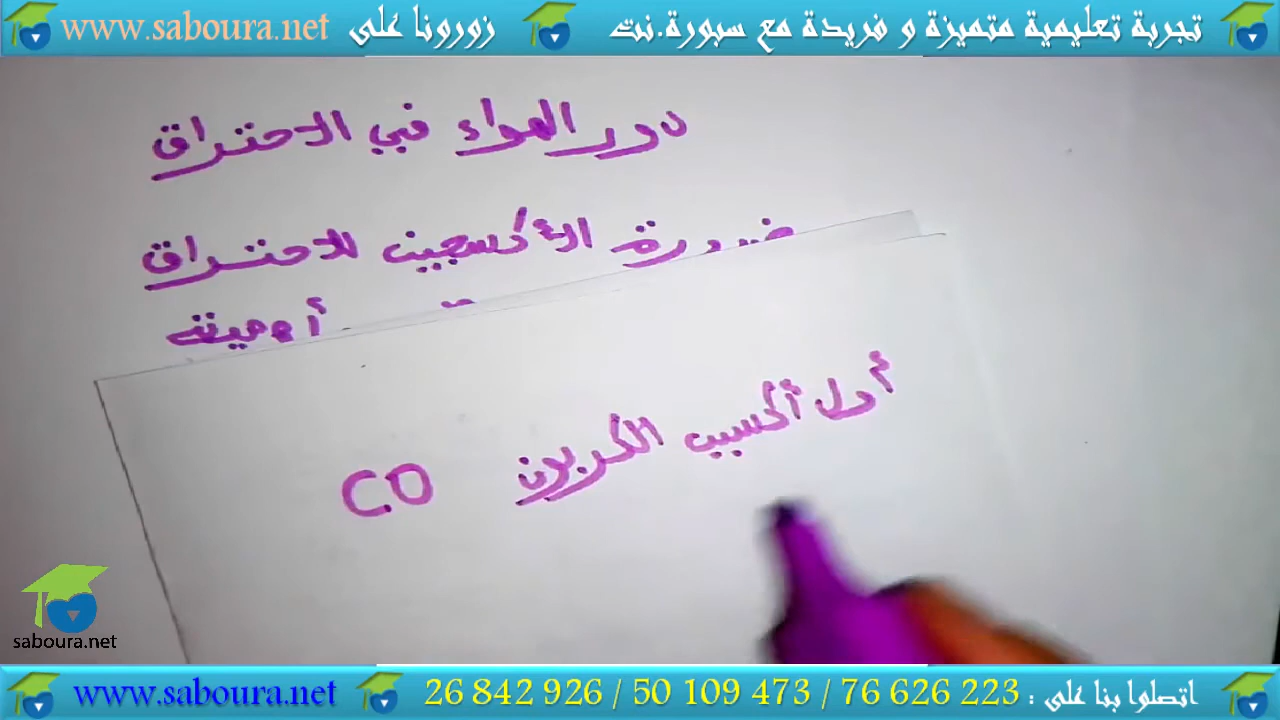 تجربة تعليمية متميزة و فريدة مع سبورة.نت زورونا على www.saboura.net
دور الهواء في الاحتراق
ضرورة الأكسجين للاحتراق
أول أكسيد الكربون CO
saboura.net
اتصلوا بنا على : 26 842 926 / 50 109 473 / 76 626 223 www.saboura.net